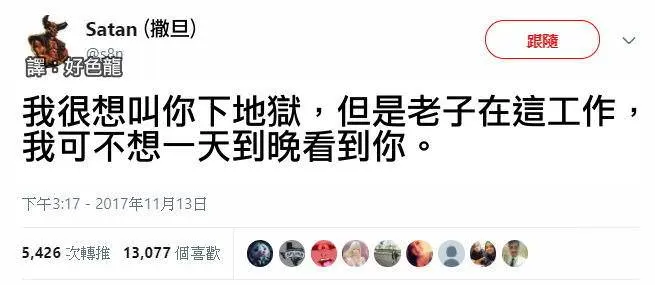 Satan (撒旦)
@s8n
譯：好色龍
跟隨
我很想叫你下地獄，但是老子在這工作，
我可不想一天到晚看到你。
下午3:17 - 2017年11月13日
5,426 次轉推 13,077 個喜歡